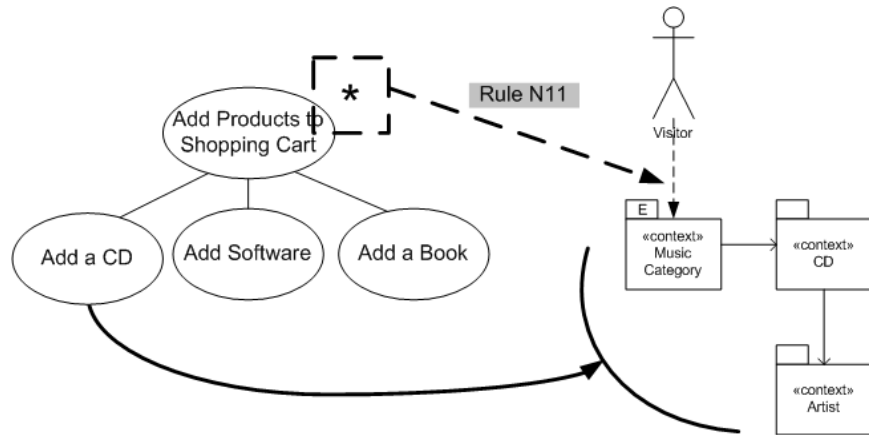 *
Rule N11
Add Products to
Shopping Cart
Visitor
Add a CD
Add Software
Add a Book
E
«context»
Music
Category
«context»
CD
«context»
Artist